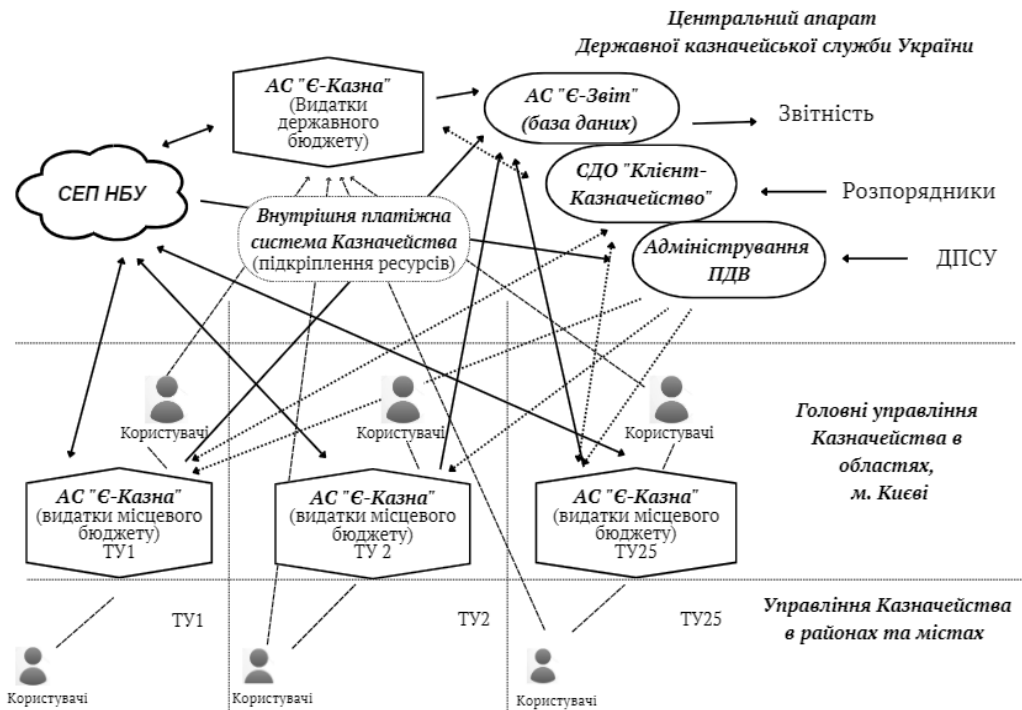 Центральний апарат
Державної казначейської служби України
АС "Є-Казна"
(Видатки
державного
бюджету)
АС "Є-Звіт"
(база даних)
Звітність
СЕП НБУ
СДО "Клієнт-
Казначейство"
Розпорядники
Внутрішня платіжна
система Казначейства
(підкріплення ресурсів)
Адміністрування
ПДВ
ДПСУ
Користувачі
Користувачі
Користувачі
Головні управління
Казначейства в
областях,
м. Києві
АС "Є-Казна"
(видатки місцевого
бюджету)
ТУ1
АС "Є-Казна"
(видатки місцевого
бюджету)
ТУ 2
АС "Є-Казна"
(видатки місцевого
бюджету)
ТУ25
ТУ1
ТУ2
ТУ25
Управління Казначейства
в районах та містах
Користувачі
Користувачі
Користувачі